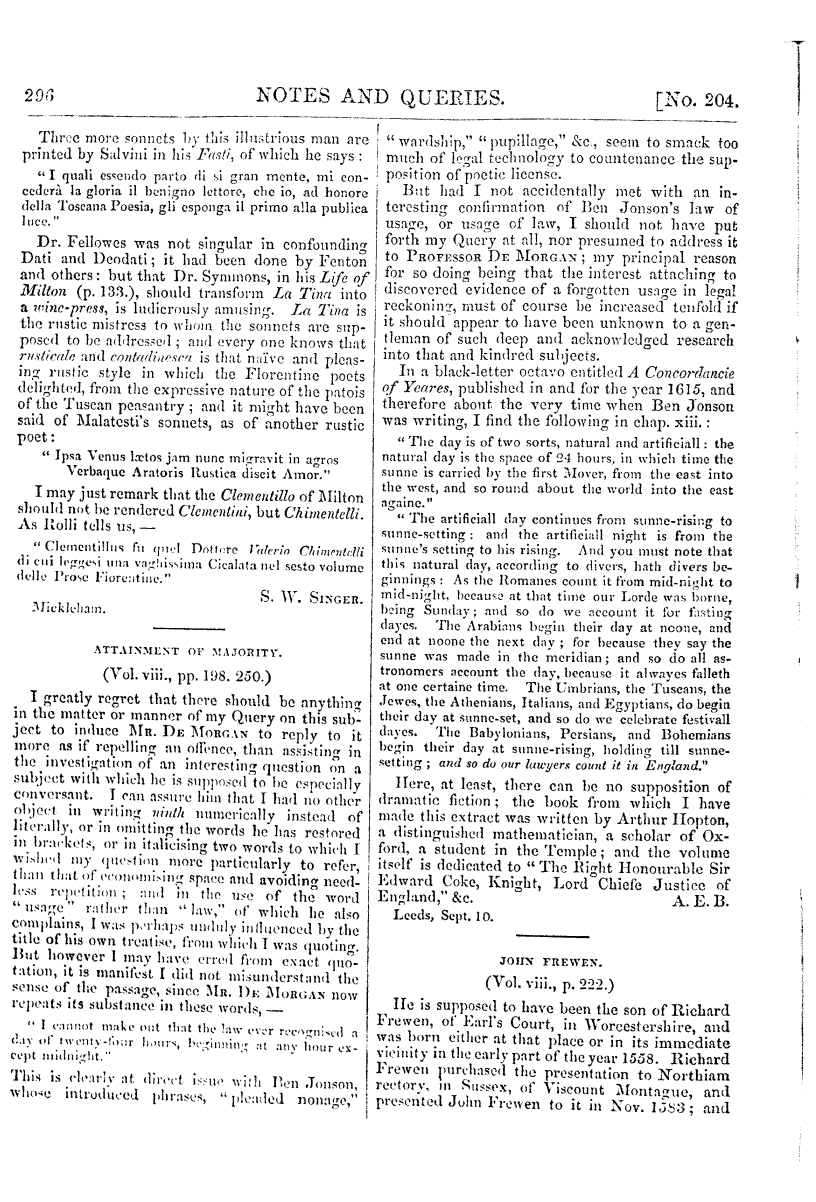 296 NOTES AND QUERIES. [No. 204.
Three more sonnets by this illustrious man are
printed by Salvini in his Fasti, of which he says:
"I quali essendo parto di si gran mente, mi con-
cederà la gloria il benigno lettore, che io, ad honore
della Toscana Poesia, gli esponga il primo alla publica
luce."
Dr. Fellowes was not singular in confounding
Dati and Deodati; it had been done by Fenton
and others: but that Dr. Symmons, in his Life of
Milton (p. 133.), should transform La Tina into
a wine-press, is ludicrously amusing. La Tina is
the rustic mistress to whom the sonnets are sup-
posed to be addressed; and every one knows that
rusticale and contadinesca is that naïve and pleas-
ing rustic style in which the Florentine poets
delighted, from the expressive nature of the patois
of the Tuscan peasantry; and it might have been
said of Malatesti's sonnets, as of another rustic
poet:
"Ipsa Venus lætos jam nunc migravit in agros
Verbaque Aratoris Rustica discit Amor."
I may just remark that the Clementillo of Milton
should not be rendered Clementini, but Chimentelli.
As Rolli tells us,—
"Clementillus fu quel Dottore Valerio Chimentelli
di cui leggesi una vaghissima Cicalata nel sesto volume
delle Prose Fiorentine."
S. W. SINGER.
Mickleham.
ATTAINMENT OF MAJORITY.
(Vol. viii., pp. 198. 250.)
I greatly regret that there should be anything
in the matter or manner of my Query on this sub-
ject to induce MR. DE MORGAN to reply to it
more as if repelling an offence, than assisting in
the investigation of an interesting question on a
subject with which he is supposed to be especially
conversant. I can assure him that I had no other
object in writing ninth numerically instead of
literally, or in omitting the words he has restored
in brackets, or in italicising two words to which I
wished my question more particularly to refer,
than that of economising space and avoiding need-
less repetition; and in the use of the word
"usage" rather than "law," of which he also
complains, I was perhaps unduly influenced by the
title of his own treatise, from which I was quoting.
But however I may have erred from exact quo-
tation, it is manifest I did not misunderstand the
sense of the passage, since MR. DE MORGAN now
repeats its substance in these words,—
"I cannot make out that the law ever recognised a
day of twenty-four hours, beginning at any hour ex-
cept midnight."
This is clearly at direct issue with Ben Jonson,
whose introduced phrases, "pleaded nonage,"
"wardship," "pupillage," &c., seem to smack too
much of legal technology to countenance the sup-
position of poetic license.
But had I not accidentally met with an in-
teresting confirmation of Ben Jonson's law of
usage, or usage of law, I should not have put
forth my Query at all, nor presumed to address it
to PROFESSOR DE MORGAN; my principal reason
for so doing being that the interest attaching to
discovered evidence of a forgotten usage in legal
reckoning, must of course be increased tenfold if
it should appear to have been unknown to a gen-
tleman of such deep and acknowledged research
into that and kindred subjects.
In a black-letter octavo entitled A Concordancie
of Yeares, published in and for the year 1615, and
therefore about the very time when Ben Jonson
was writing, I find the following in chap. xiii.:
"The day is of two sorts, natural and artificiall: the
natural day is the space of 24 hours, in which time the
sunne is carried by the first Mover, from the east into
the west, and so round about the world into the east
againe."
"The artificiall day continues from sunne-rising to
sunne-setting: and the artificiall night is from the
sunne's setting to his rising. And you must note that
this natural day, according to divers, hath divers be-
ginnings: As the Romanes count it from mid-night to
mid-night, because at that time our Lorde was borne,
being Sunday; and so do we account it for fasting
dayes. The Arabians begin their day at noone, and
end at noone the next day; for because they say the
sunne was made in the meridian; and so do all as-
tronomers account the day, because it alwayes falleth
at one certaine time. The Umbrians, the Tuscans, the
Jewes, the Athenians, Italians, and Egyptians, do begin
their day at sunne-set, and so do we celebrate festivall
dayes. The Babylonians, Persians, and Bohemians
begin their day at sunne-rising, holding till sunne-
setting; and so do our lawyers count it in England."
Here, at least, there can be no supposition of
dramatic fiction; the book from which I have
made this extract was written by Arthur Hopton,
a distinguished mathematician, a scholar of Ox-
ford, a student in the Temple; and the volume
itself is dedicated to "The Right Honourable Sir
Edward Coke, Knight, Lord Chiefe Justice of
England," &c. A. E. B.
Leeds, Sept. 10.
JOHN FREWEN.
(Vol. viii., p. 222.)
He is supposed to have been the son of Richard
Frewen, of Earl's Court, in Worcestershire, and
was born either at that place or in its immediate
vicinity in the early part of the year 1558. Richard
Frewen purchased the presentation to Northiam
rectory, in Sussex, of Viscount Montague, and
presented John Frewen to it in Nov. 1583; and